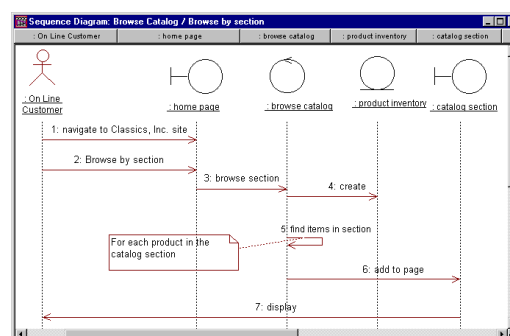 Sequence Diagram: Browse Catalog / Browse by section
: On Line Customer
: home page
: browse catalog
: product inventory
: catalog section
: On Line
Customer
: home page
: browse catalog
: product inventory
: catalog section
1: navigate to Classics, Inc. site
2: Browse by section
3: browse section
4: create
5: find items in section
For each product in the
catalog section
6: add to page
7: display